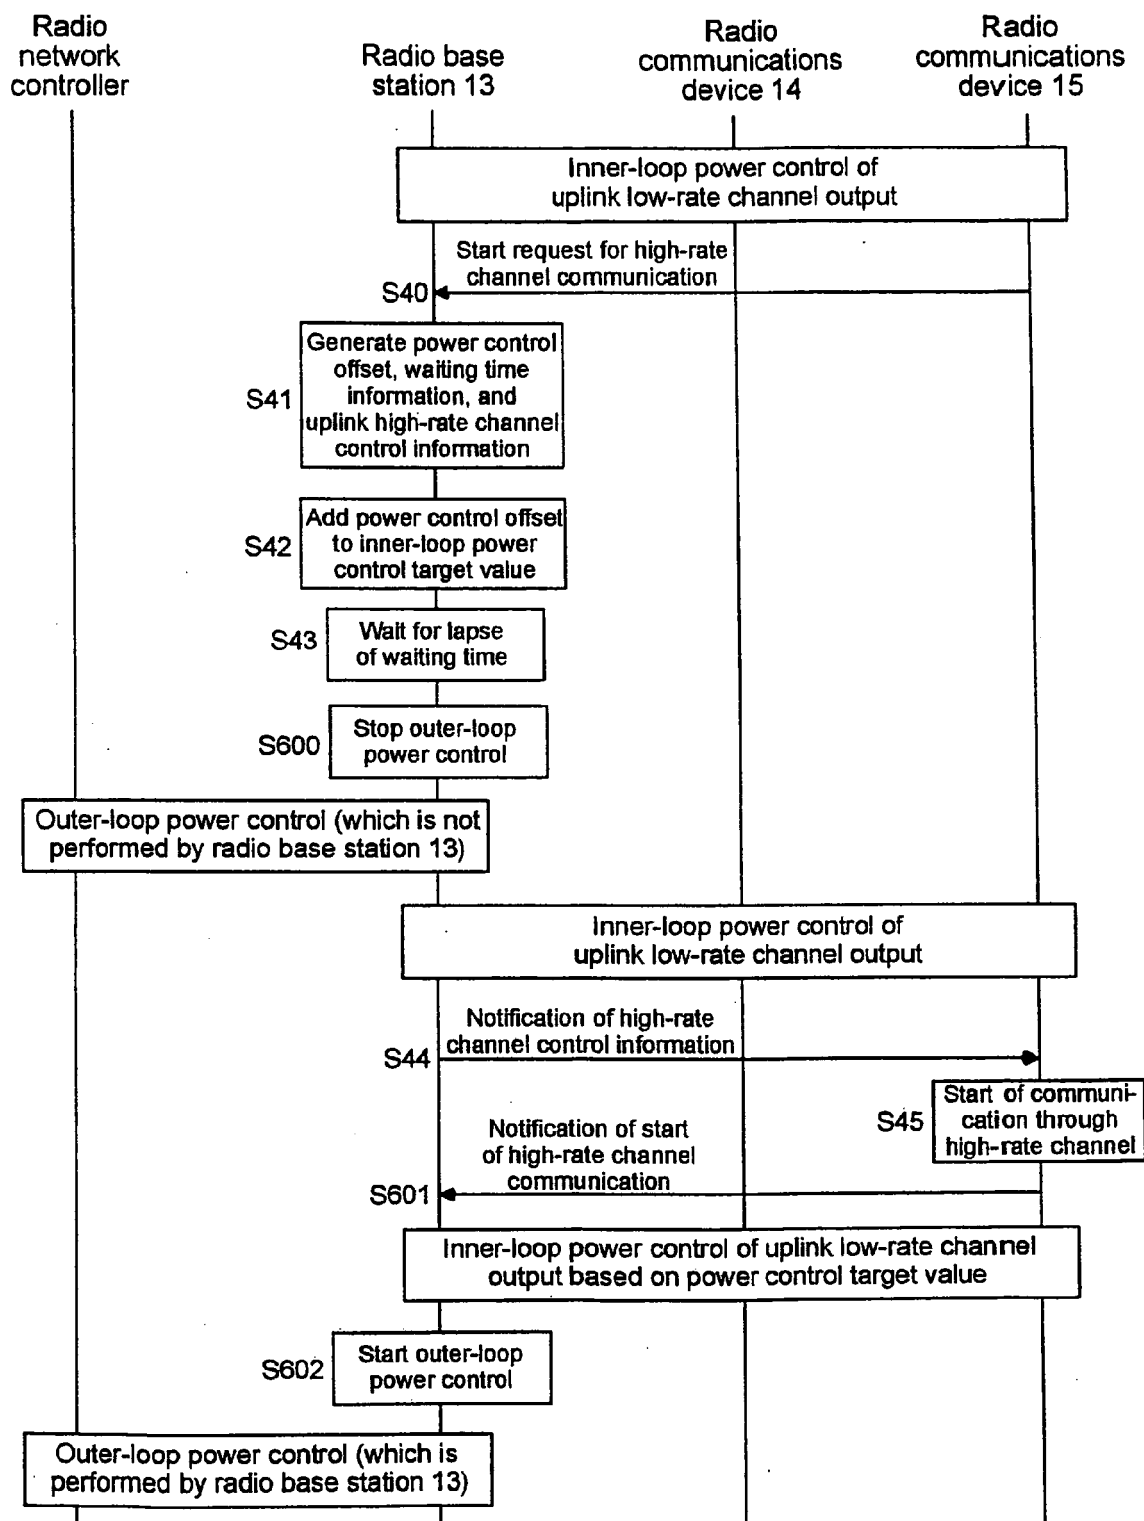 Radio
network
controller
Radio base
station 13
Radio
communications
device 14
Radio
communications
device 15
Inner-loop power control of
uplink low-rate channel output
Start request for high-rate
channel communication
S40
Generate power control
offset, waiting time
information, and
uplink high-rate channel
control information
S41
Add power control offset
to inner-loop power
control target value
S42
Wait for lapse
of waiting time
S43
Stop outer-loop
power control
S600
Outer-loop power control (which is not
performed by radio base station 13)
Inner-loop power control of
uplink low-rate channel output
Notification of high-rate
channel control information
S44
Start of communi-
cation through
high-rate channel
S45
Notification of start
of high-rate channel
communication
S601
Inner-loop power control of uplink low-rate channel
output based on power control target value
Start outer-loop
power control
S602
Outer-loop power control (which is
performed by radio base station 13)